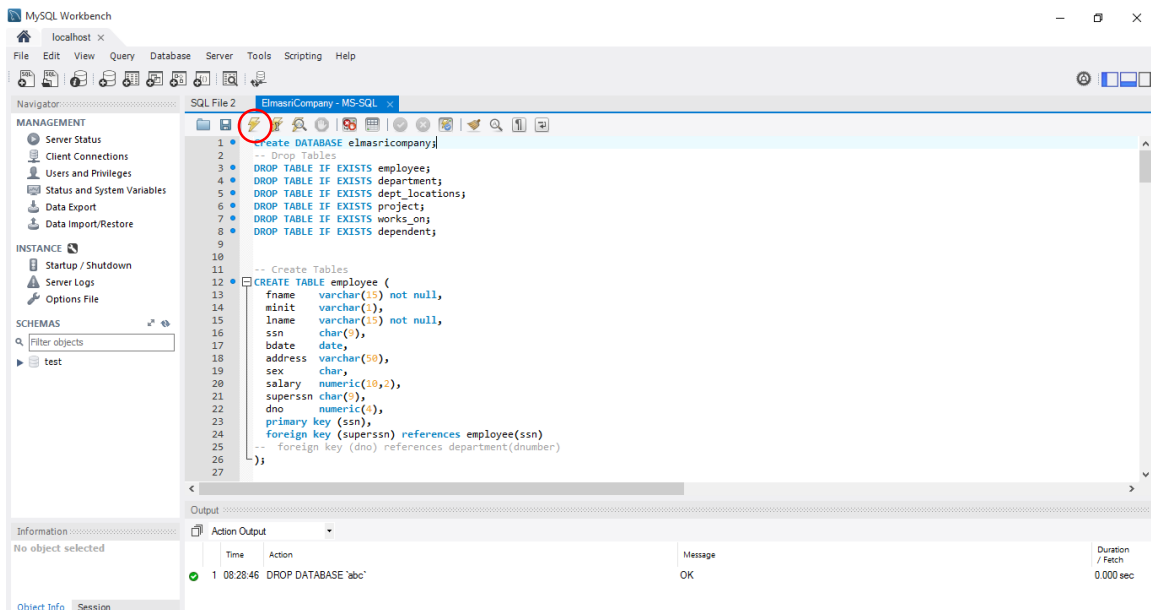 MySQL Workbench
localhost ×
File Edit View Query Database Server Tools Scripting Help
Navigator
MANAGEMENT
Server Status
Client Connections
Users and Privileges
Status and System Variables
Data Export
Data Import/Restore
INSTANCE
Startup / Shutdown
Server Logs
Options File
SCHEMAS
Filter objects
test
Information
No object selected
Object Info Session
SQL File 2 ElmasriCompany - MS-SQL ×
1 Create DATABASE elmasricompany;
2 -- Drop Tables
3 DROP TABLE IF EXISTS employee;
4 DROP TABLE IF EXISTS department;
5 DROP TABLE IF EXISTS dept_locations;
6 DROP TABLE IF EXISTS project;
7 DROP TABLE IF EXISTS works_on;
8 DROP TABLE IF EXISTS dependent;
9
10
11 -- Create Tables
12 CREATE TABLE employee (
13 fname varchar(15) not null,
14 minit varchar(1),
15 lname varchar(15) not null,
16 ssn char(9),
17 bdate date,
18 address varchar(50),
19 sex char,
20 salary numeric(10,2),
21 superssn char(9),
22 dno numeric(4),
23 primary key (ssn),
24 foreign key (superssn) references employee(ssn)
25 -- foreign key (dno) references department(dnumber)
26 );
27
Output
Action Output
Time Action Message Duration / Fetch
1 08:28:46 DROP DATABASE `abc` OK 0.000 sec